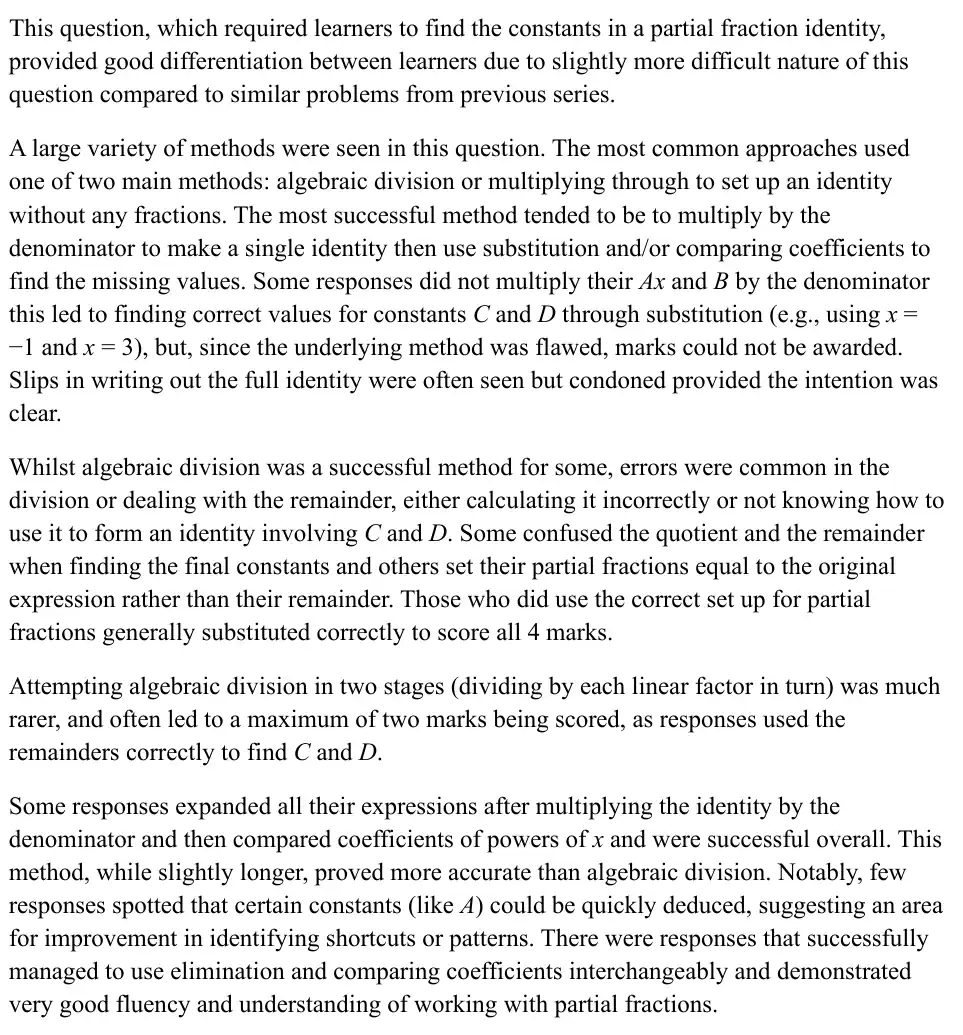 This question, which required learners to find the constants in a partial fraction identity,
provided good differentiation between learners due to slightly more difficult nature of this
question compared to similar problems from previous series.
A large variety of methods were seen in this question. The most common approaches used
one of two main methods: algebraic division or multiplying through to set up an identity
without any fractions. The most successful method tended to be to multiply by the
denominator to make a single identity then use substitution and/or comparing coefficients to
find the missing values. Some responses did not multiply their Ax and B by the denominator
this led to finding correct values for constants C and D through substitution (e.g., using x =
−1 and x = 3), but, since the underlying method was flawed, marks could not be awarded.
Slips in writing out the full identity were often seen but condoned provided the intention was
clear.
Whilst algebraic division was a successful method for some, errors were common in the
division or dealing with the remainder, either calculating it incorrectly or not knowing how to
use it to form an identity involving C and D. Some confused the quotient and the remainder
when finding the final constants and others set their partial fractions equal to the original
expression rather than their remainder. Those who did use the correct set up for partial
fractions generally substituted correctly to score all 4 marks.
Attempting algebraic division in two stages (dividing by each linear factor in turn) was much
rarer, and often led to a maximum of two marks being scored, as responses used the
remainders correctly to find C and D.
Some responses expanded all their expressions after multiplying the identity by the
denominator and then compared coefficients of powers of x and were successful overall. This
method, while slightly longer, proved more accurate than algebraic division. Notably, few
responses spotted that certain constants (like A) could be quickly deduced, suggesting an area
for improvement in identifying shortcuts or patterns. There were responses that successfully
managed to use elimination and comparing coefficients interchangeably and demonstrated
very good fluency and understanding of working with partial fractions.